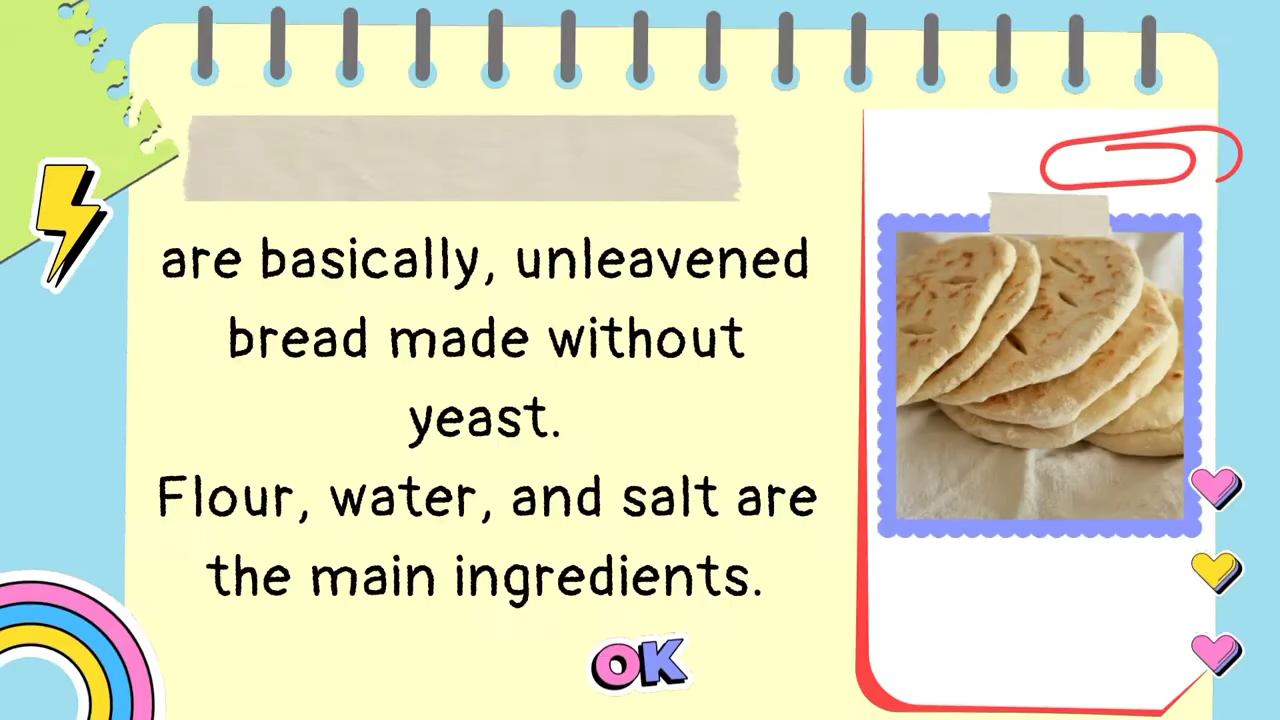 are basically, unleavened
bread made without
yeast.
Flour, water, and salt are
the main ingredients.
OK